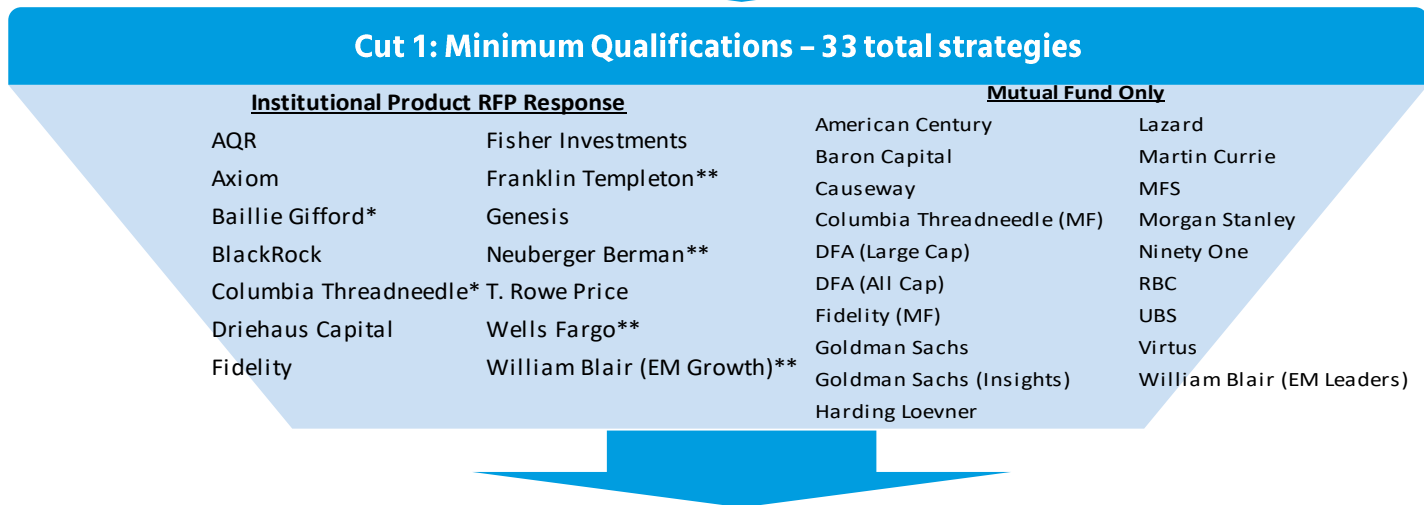 Cut 1: Minimum Qualifications – 33 total strategies
Institutional Product RFP Response
AQR
Axiom
Baillie Gifford*
BlackRock
Columbia Threadneedle*
Driehaus Capital
Fidelity
Fisher Investments
Franklin Templeton**
Genesis
Neuberger Berman**
T. Rowe Price
Wells Fargo**
William Blair (EM Growth)**
Mutual Fund Only
American Century
Baron Capital
Causeway
Columbia Threadneedle (MF)
DFA (Large Cap)
DFA (All Cap)
Fidelity (MF)
Goldman Sachs
Goldman Sachs (Insights)
Harding Loevner
Lazard
Martin Currie
MFS
Morgan Stanley
Ninety One
RBC
UBS
Virtus
William Blair (EM Leaders)